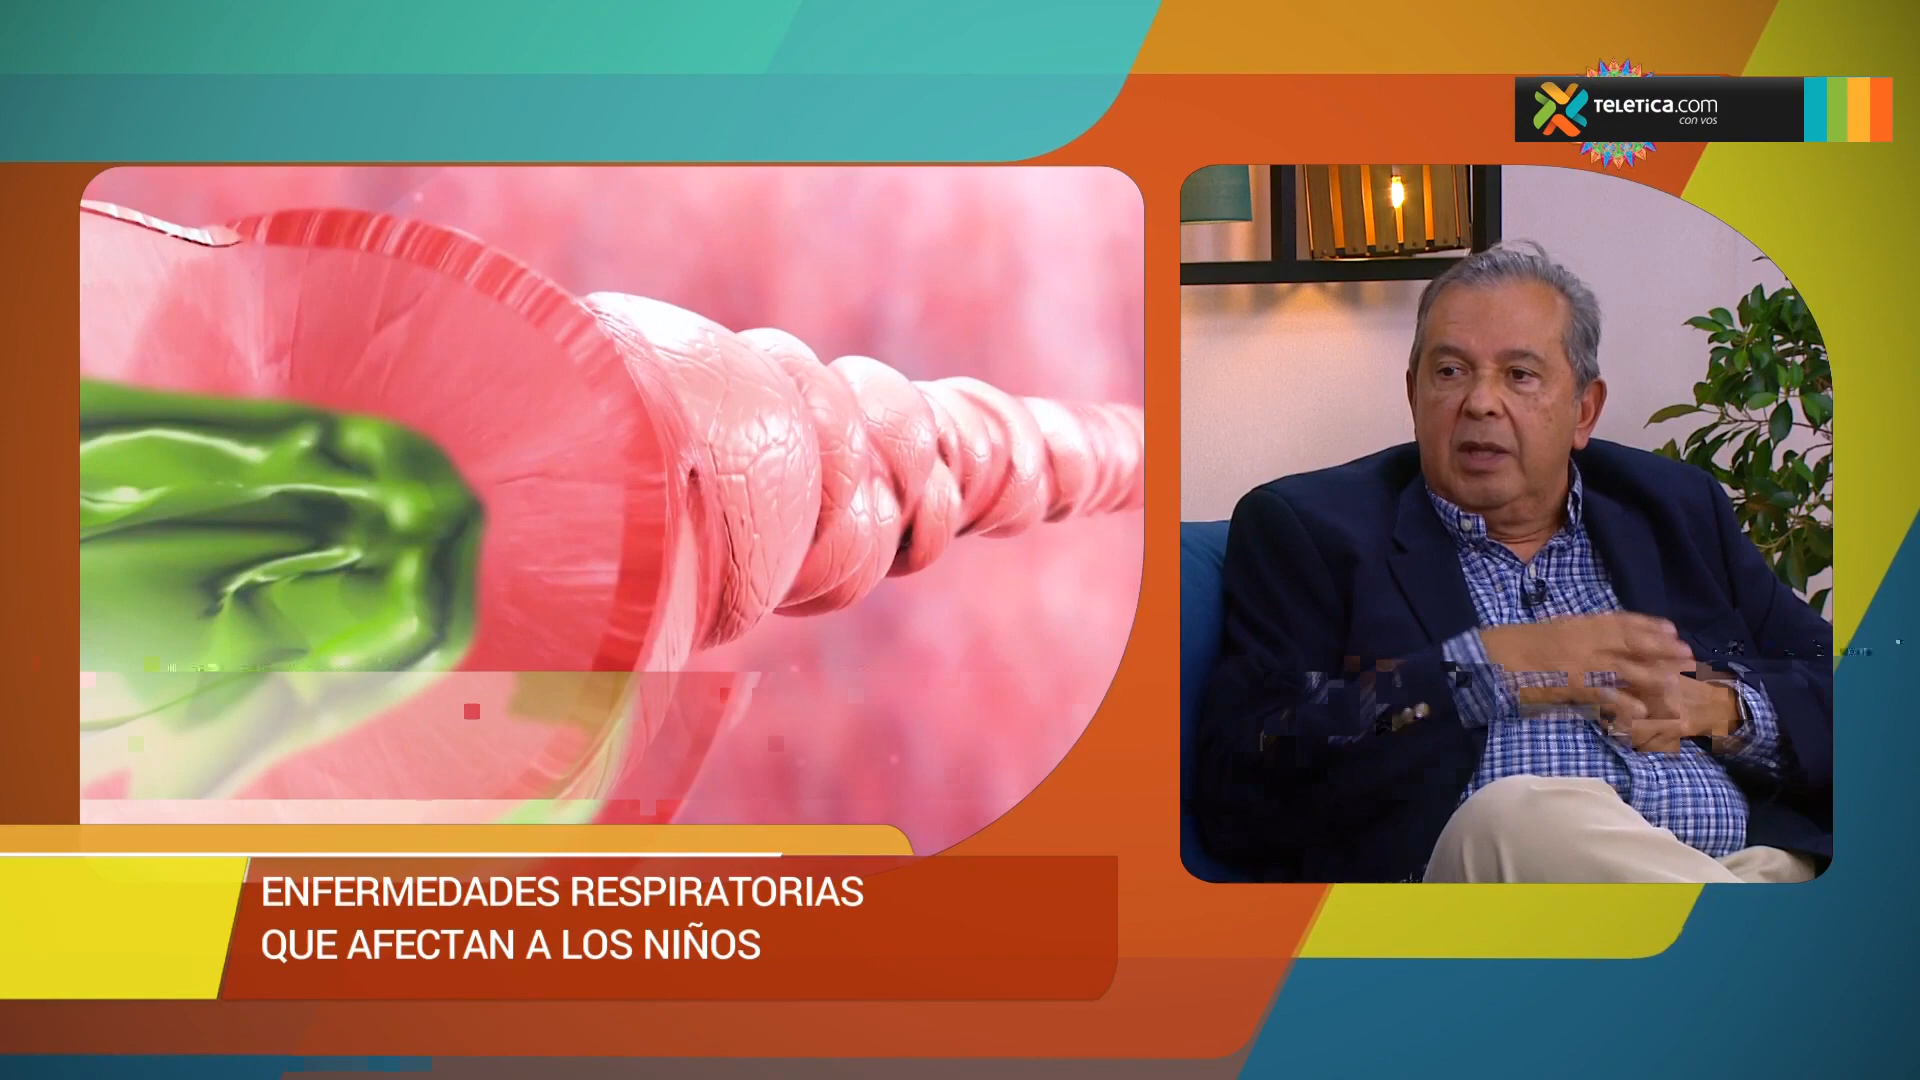 TELETICA.com
con vos
ENFERMEDADES RESPIRATORIAS
QUE AFECTAN A LOS NIÑOS